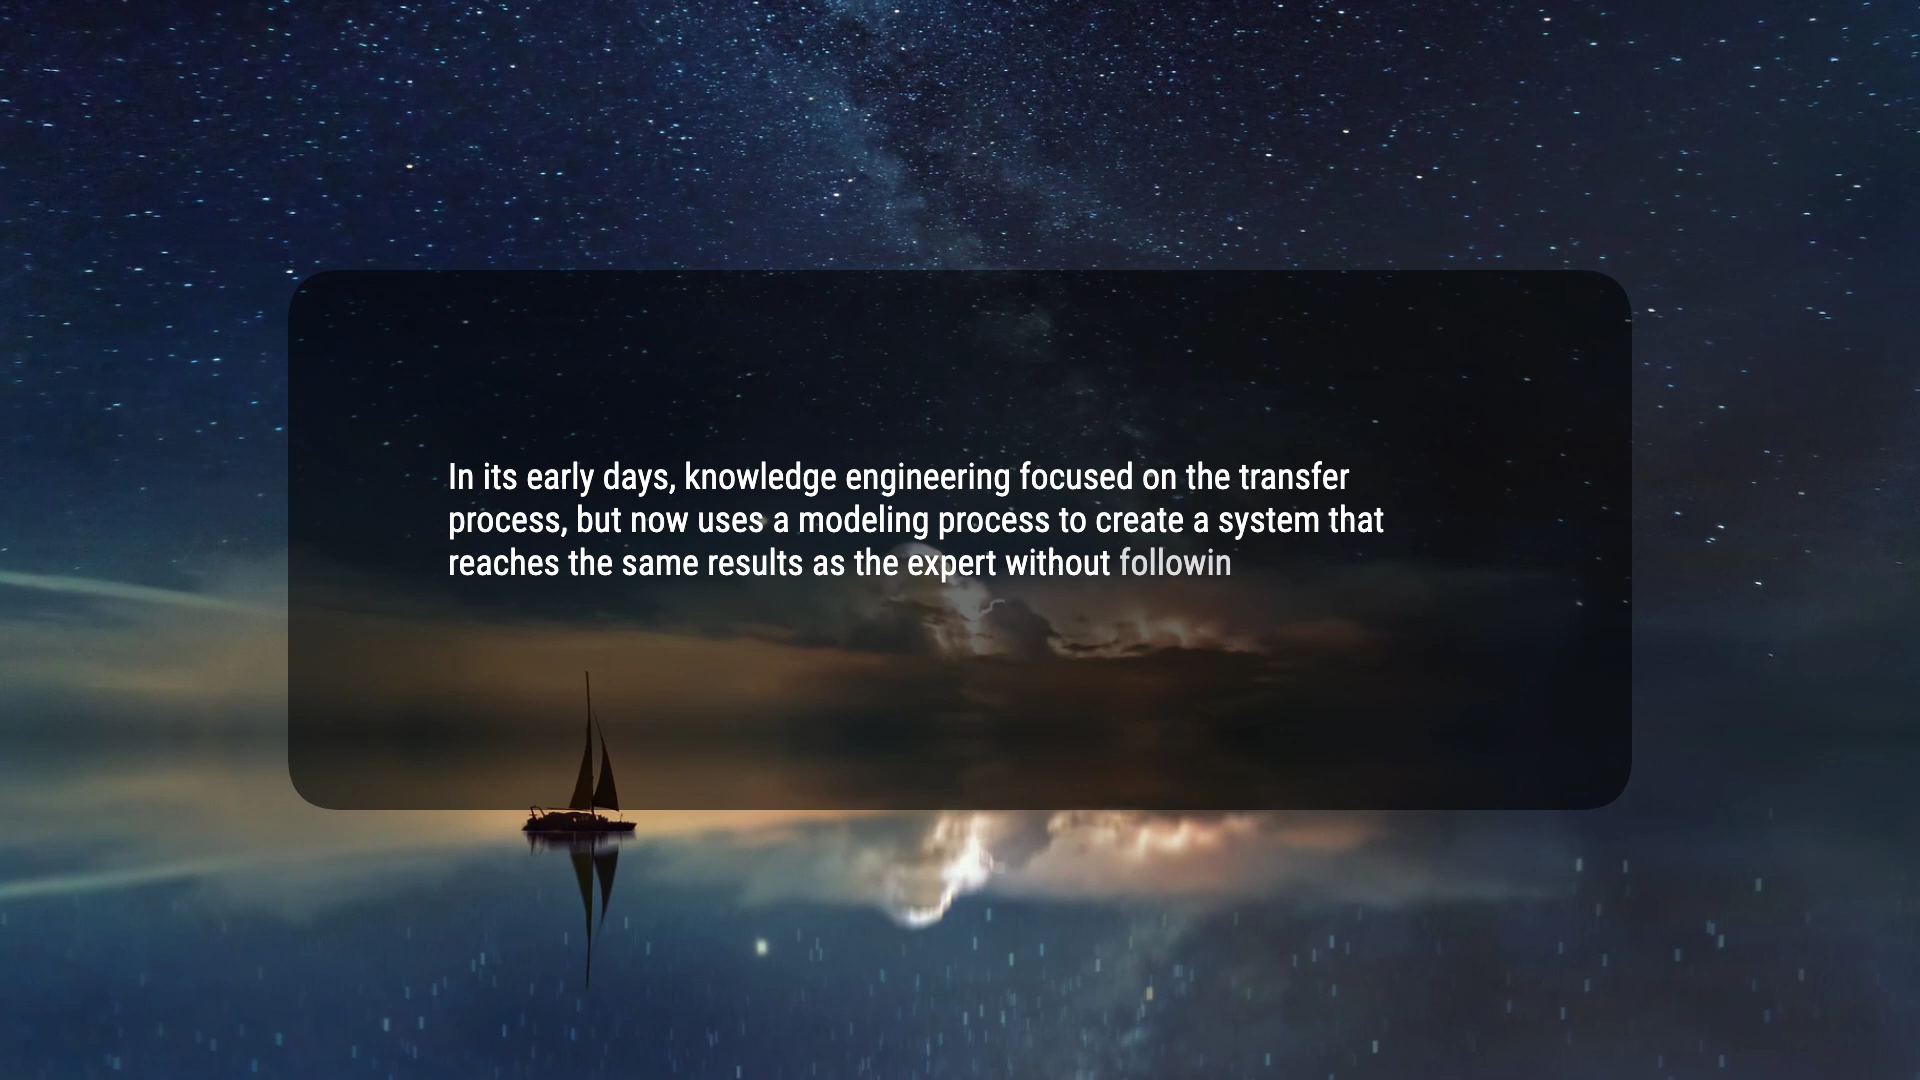 In its early days, knowledge engineering focused on the transfer
process, but now uses a modeling process to create a system that
reaches the same results as the expert without followin